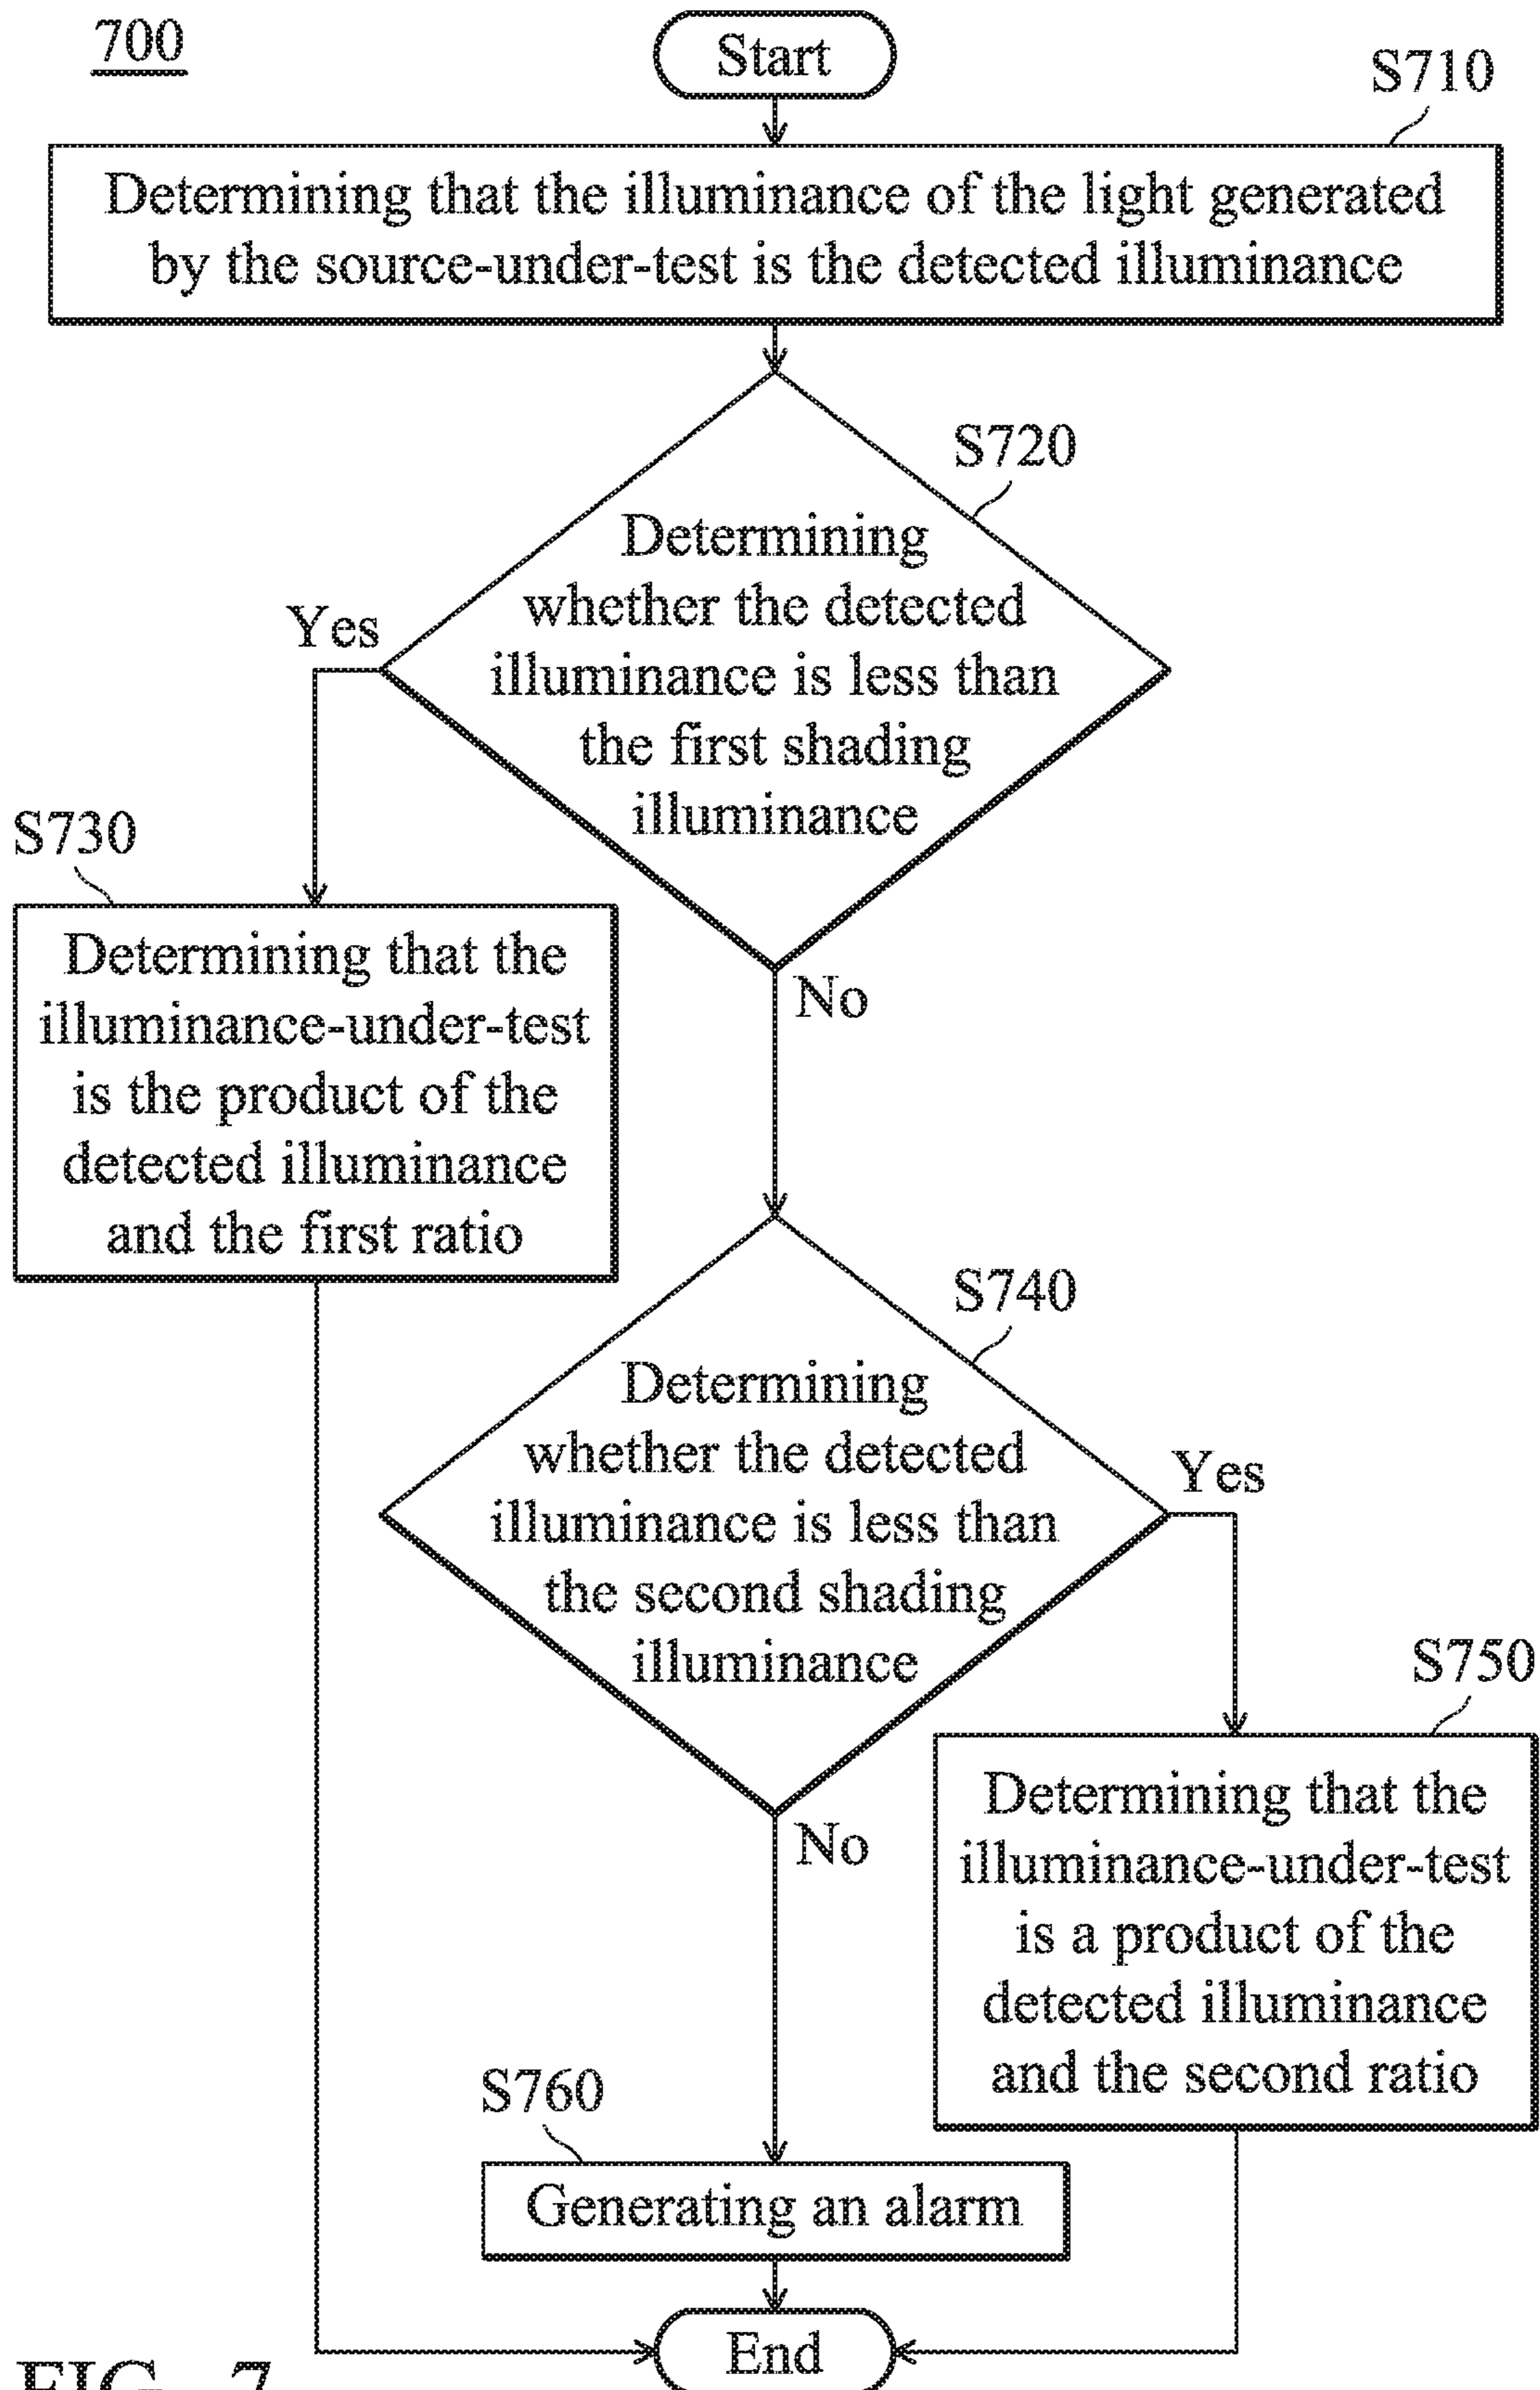 700
Start
S710
Determining that the illuminance of the light generated
by the source-under-test is the detected illuminance
S720
Determining
whether the detected
illuminance is less than
the first shading
illuminance
Yes
No
S730
Determining that the
illuminance-under-test
is the product of the
detected illuminance
and the first ratio
S740
Determining
whether the detected
illuminance is less than
the second shading
illuminance
Yes
No
S750
Determining that the
illuminance-under-test
is a product of the
detected illuminance
and the second ratio
S760
Generating an alarm
End
FIG. 7